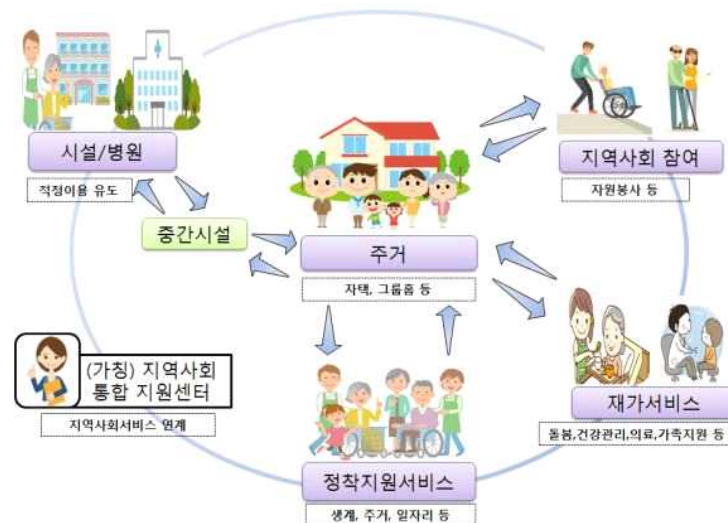 시설/병원
적정이용 유도
지역사회 참여
자원봉사 등
중간시설
주거
자택, 그룹홈 등
(가칭) 지역사회
통합 지원센터
지역사회서비스 연계
재가서비스
돌봄,건강관리,의료,가족지원 등
정착지원서비스
생계, 주거, 일자리 등